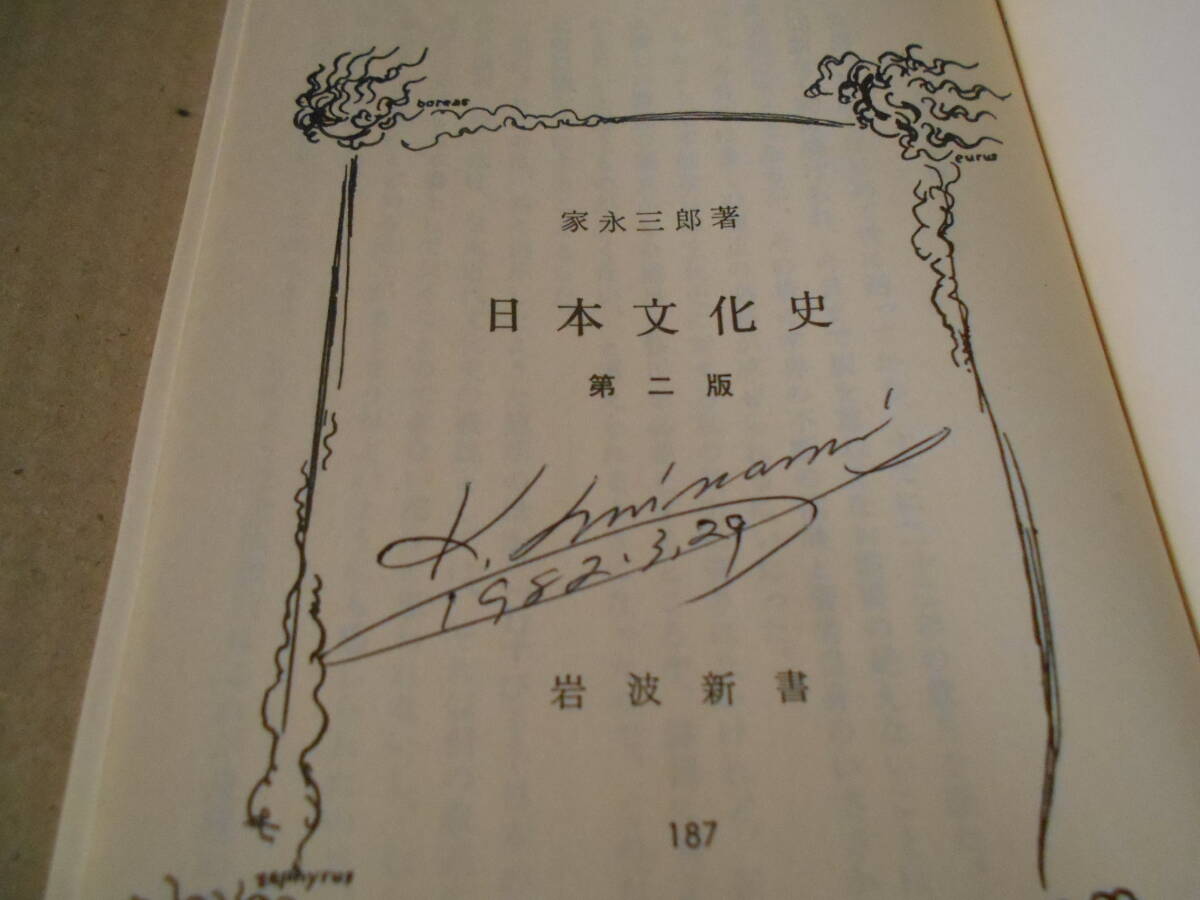 boreas
eurus
家永三郎著
日本文化史
第二版
K. Minami
1982.3.29
岩波新書
187
zephyrus